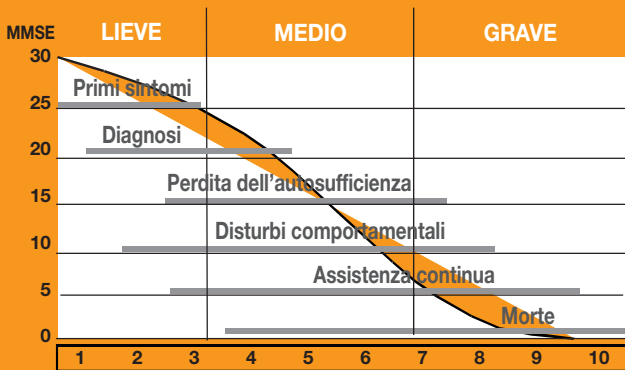 MMSE LIEVE MEDIO GRAVE
30
Primi sintomi
25
Diagnosi
20
Perdita dell'autosufficienza
15
Disturbi comportamentali
10
Assistenza continua
5
Morte
0
1 2 3 4 5 6 7 8 9 10